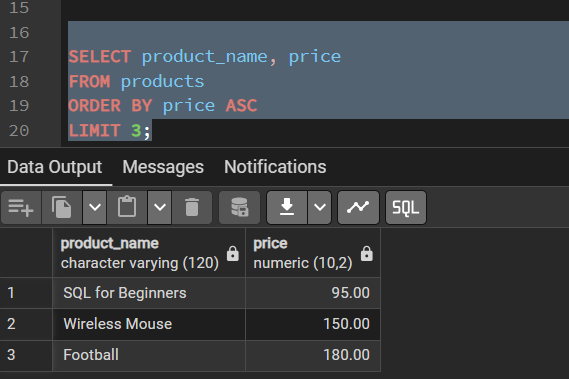 15
16
17 SELECT product_name, price
18 FROM products
19 ORDER BY price ASC
20 LIMIT 3;
Data Output Messages Notifications
SQL
product_name price
character varying (120) numeric (10,2)
1 SQL for Beginners 95.00
2 Wireless Mouse 150.00
3 Football 180.00